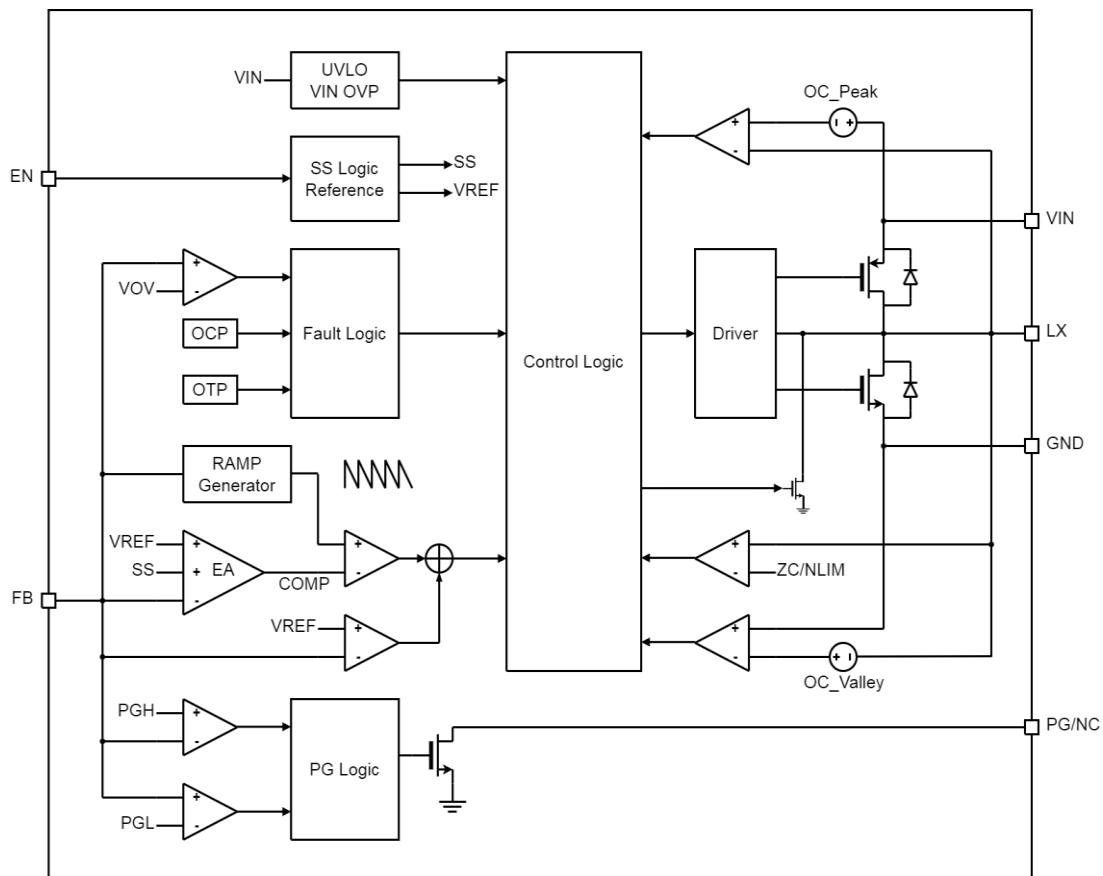 OC_Peak
VIN
UVLO
VIN OVP
+
-
EN
SS Logic
Reference
SS
VREF
VIN
VOV
+
-
OCP
OTP
Fault Logic
Control Logic
Driver
LX
GND
RAMP
Generator
VREF
SS
+
+
-
EA
COMP
+
-
FB
VREF
+
-
+
-
ZC/NLIM
+
-
+
OC_Valley
PGH
+
-
PGL
+
-
PG Logic
PG/NC